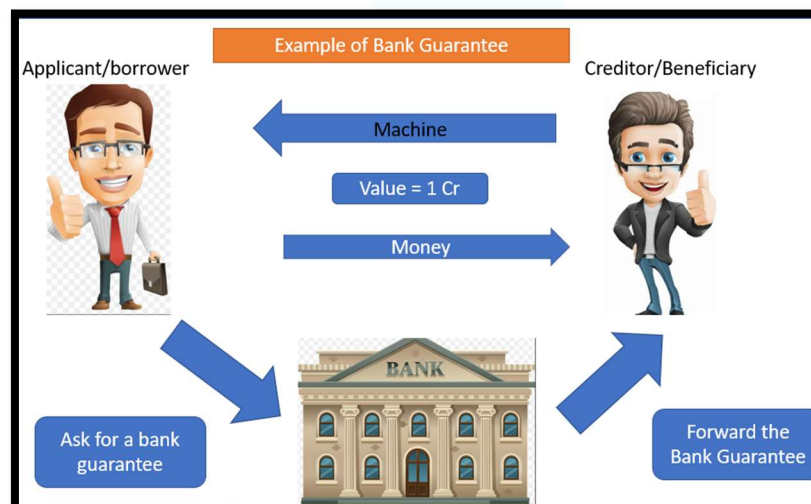 Example of Bank Guarantee
Applicant/borrower
Creditor/Beneficiary
Machine
Value = 1 Cr
Money
BANK
Ask for a bank
guarantee
Forward the
Bank Guarantee